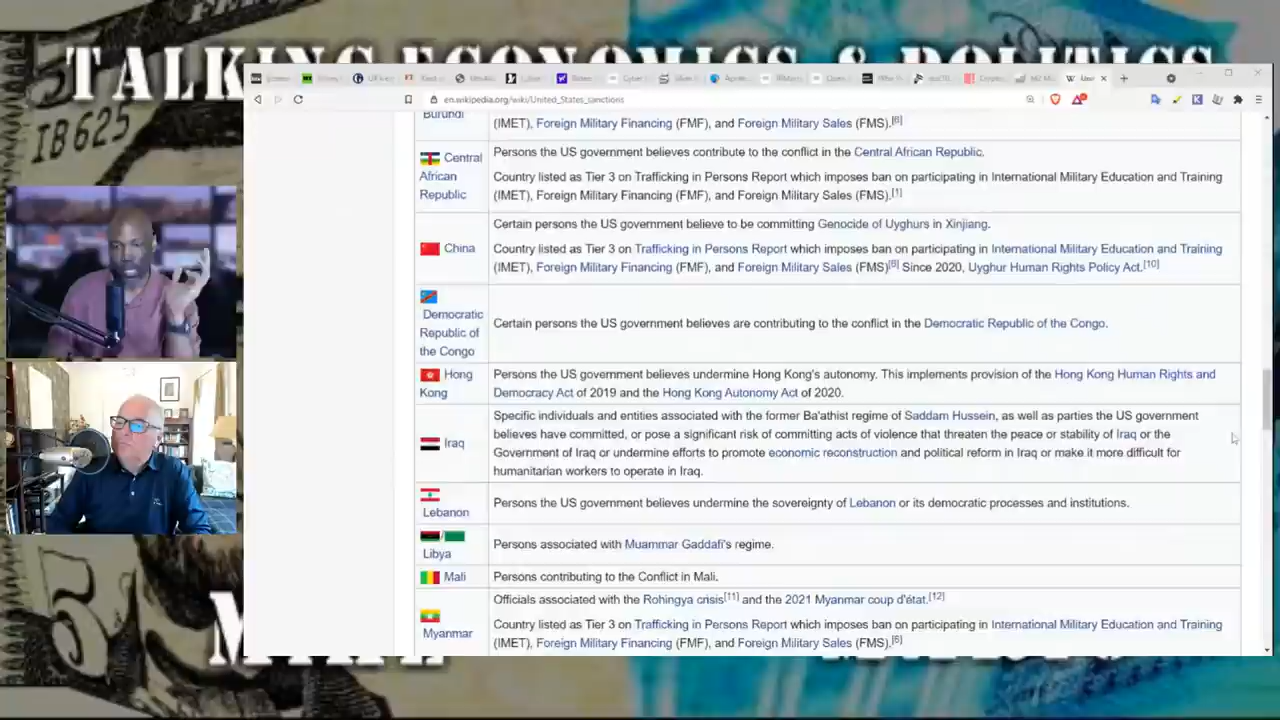 TALKING ECONOMICS & POLITICS
IB 625
en.wikipedia.org/wiki/United_States_sanctions
Burundi
(IMET), Foreign Military Financing (FMF), and Foreign Military Sales (FMS).[6]
Central African Republic
Persons the US government believes contribute to the conflict in the Central African Republic.
Country listed as Tier 3 on Trafficking in Persons Report which imposes ban on participating in International Military Education and Training
(IMET), Foreign Military Financing (FMF), and Foreign Military Sales (FMS).[1]
China
Certain persons the US government believe to be committing Genocide of Uyghurs in Xinjiang.
Country listed as Tier 3 on Trafficking in Persons Report which imposes ban on participating in International Military Education and Training
(IMET), Foreign Military Financing (FMF), and Foreign Military Sales (FMS)[8] Since 2020, Uyghur Human Rights Policy Act.[10]
Democratic Republic of the Congo
Certain persons the US government believes are contributing to the conflict in the Democratic Republic of the Congo.
Hong Kong
Persons the US government believes undermine Hong Kong's autonomy. This implements provision of the Hong Kong Human Rights and
Democracy Act of 2019 and the Hong Kong Autonomy Act of 2020.
Iraq
Specific individuals and entities associated with the former Ba'athist regime of Saddam Hussein, as well as parties the US government
believes have committed, or pose a significant risk of committing acts of violence that threaten the peace or stability of Iraq or the
Government of Iraq or undermine efforts to promote economic reconstruction and political reform in Iraq or make it more difficult for
humanitarian workers to operate in Iraq.
Lebanon
Persons the US government believes undermine the sovereignty of Lebanon or its democratic processes and institutions.
/
Libya
Persons associated with Muammar Gaddafi's regime.
Mali
Persons contributing to the Conflict in Mali.
Myanmar
Officials associated with the Rohingya crisis[11] and the 2021 Myanmar coup d'état.[12]
Country listed as Tier 3 on Trafficking in Persons Report which imposes ban on participating in International Military Education and Training
(IMET), Foreign Military Financing (FMF), and Foreign Military Sales (FMS).[6]